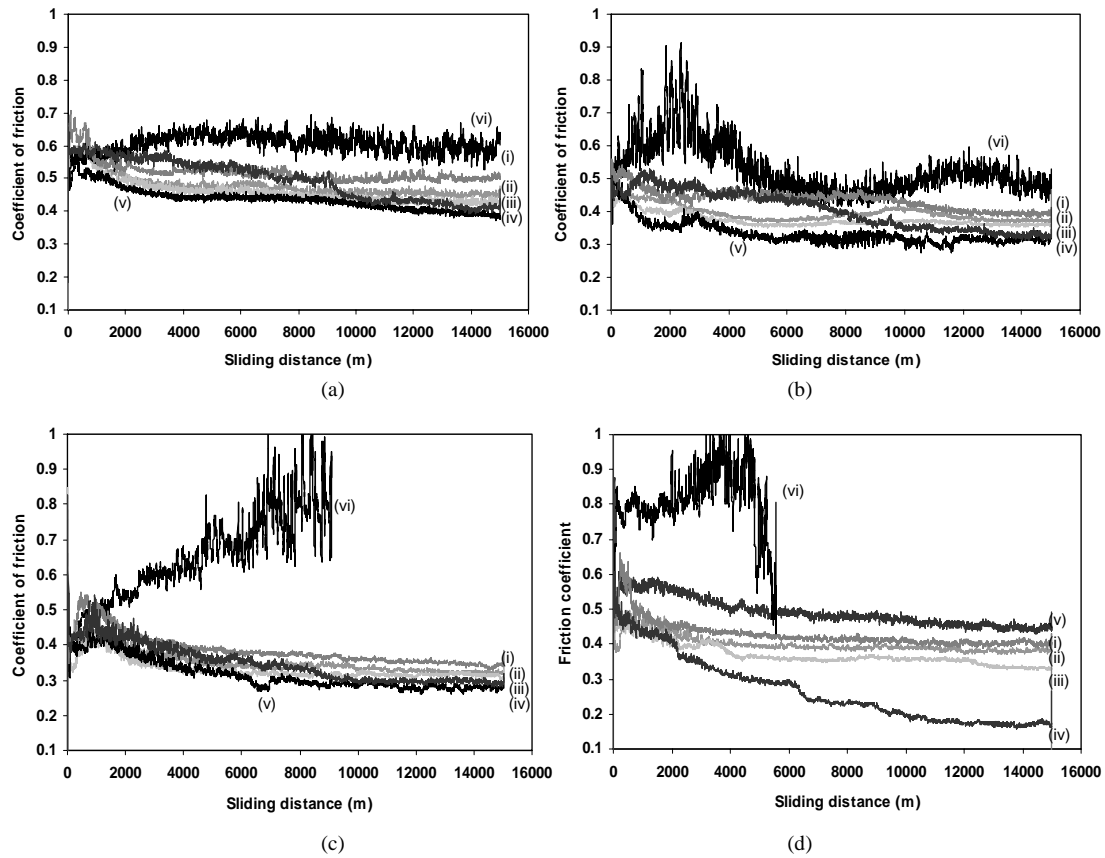 1
0.9
0.8
0.7
0.6
0.5
0.4
0.3
0.2
0.1
Coefficient of friction
(vi)
(i)
(ii)
(iii)
(iv)
(v)
0 2000 4000 6000 8000 10000 12000 14000 16000
Sliding distance (m)
(a)
1
0.9
0.8
0.7
0.6
0.5
0.4
0.3
0.2
0.1
Coefficient of friction
(vi)
(i)
(ii)
(iii)
(iv)
(v)
0 2000 4000 6000 8000 10000 12000 14000 16000
Sliding distance (m)
(b)
1
0.9
0.8
0.7
0.6
0.5
0.4
0.3
0.2
0.1
Coefficient of friction
(vi)
(i)
(ii)
(iii)
(iv)
(v)
0 2000 4000 6000 8000 10000 12000 14000 16000
Sliding distance (m)
(c)
1
0.9
0.8
0.7
0.6
0.5
0.4
0.3
0.2
0.1
Friction coefficient
(vi)
(v)
(i)
(ii)
(iii)
(iv)
0 2000 4000 6000 8000 10000 12000 14000 16000
Sliding distance (m)
(d)